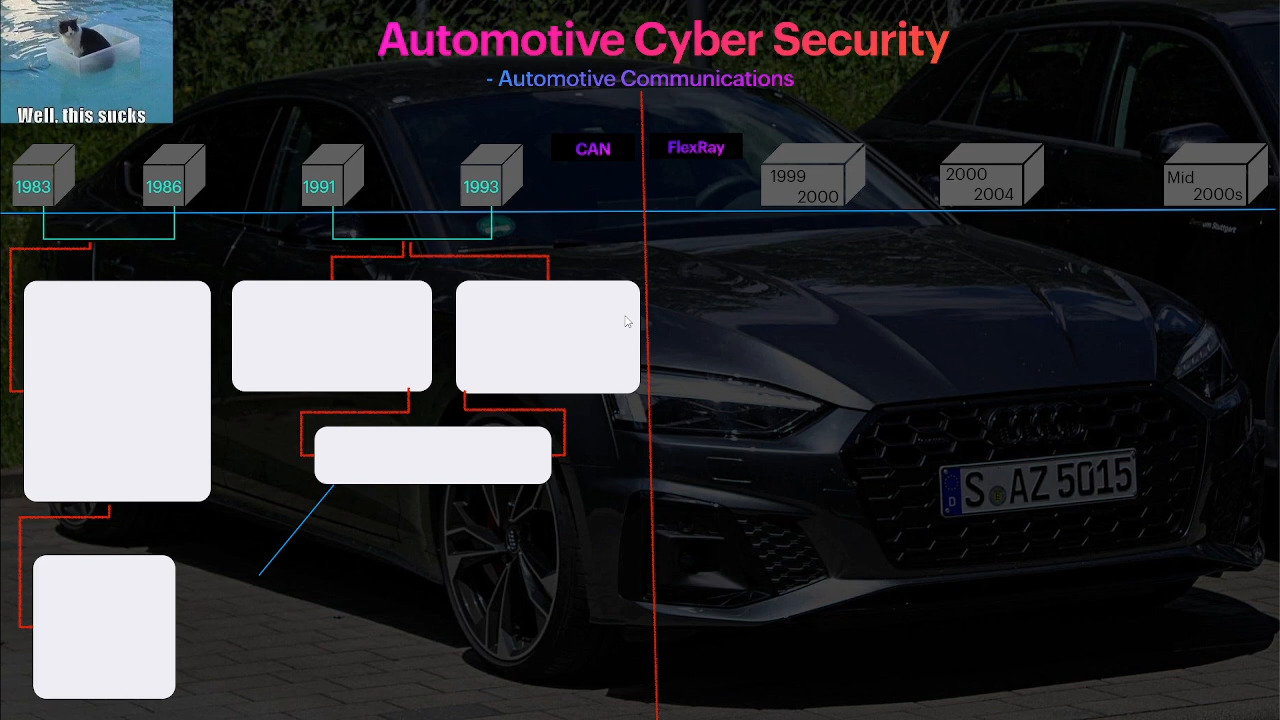 Automotive Cyber Security
- Automotive Communications
Well, this sucks
CAN
FlexRay
1983
1986
1991
1993
1999
2000
2000
2004
Mid
2000s
S AZ 5015
D